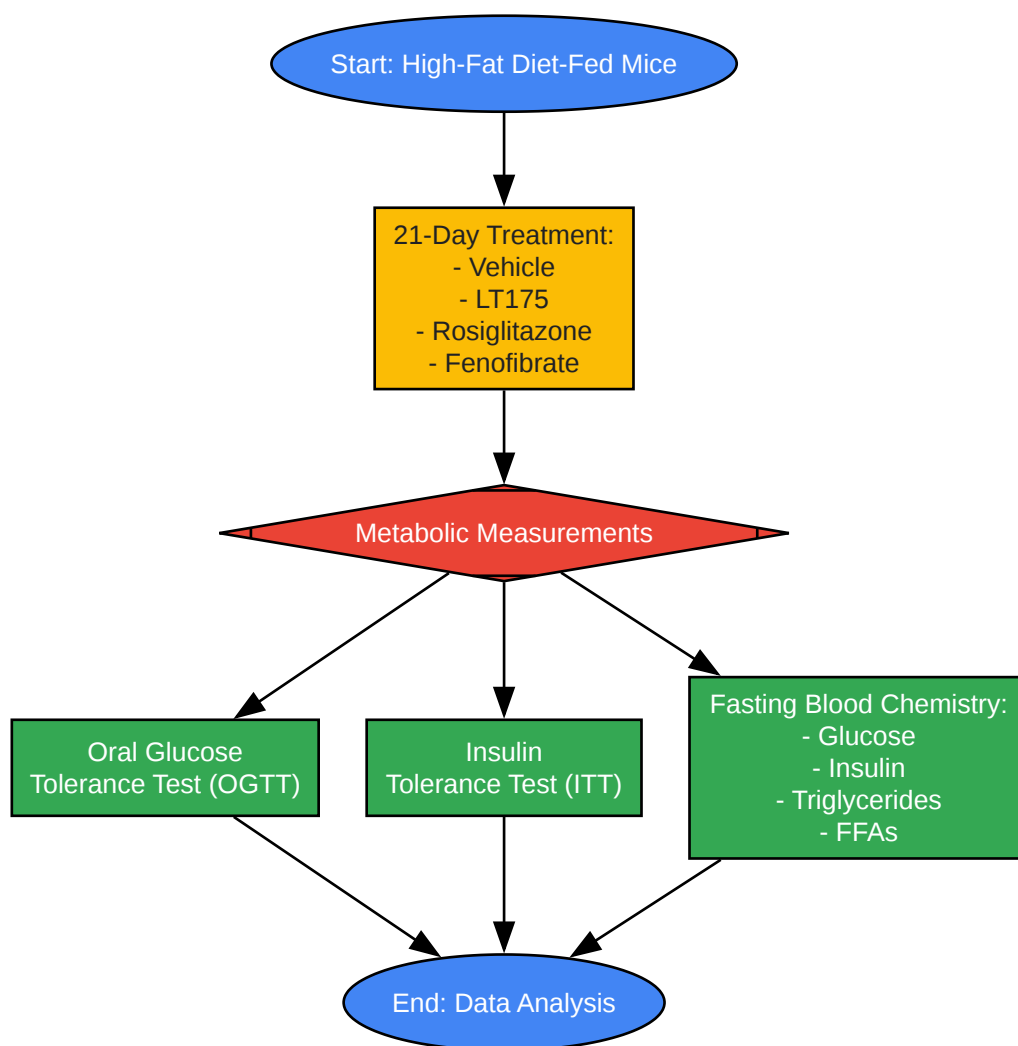 Start: High-Fat Diet-Fed Mice
21-Day Treatment:
- Vehicle
- LT175
- Rosiglitazone
- Fenofibrate
Metabolic Measurements
Oral Glucose
Tolerance Test (OGTT)
Insulin
Tolerance Test (ITT)
Fasting Blood Chemistry:
- Glucose
- Insulin
- Triglycerides
- FFAs
End: Data Analysis